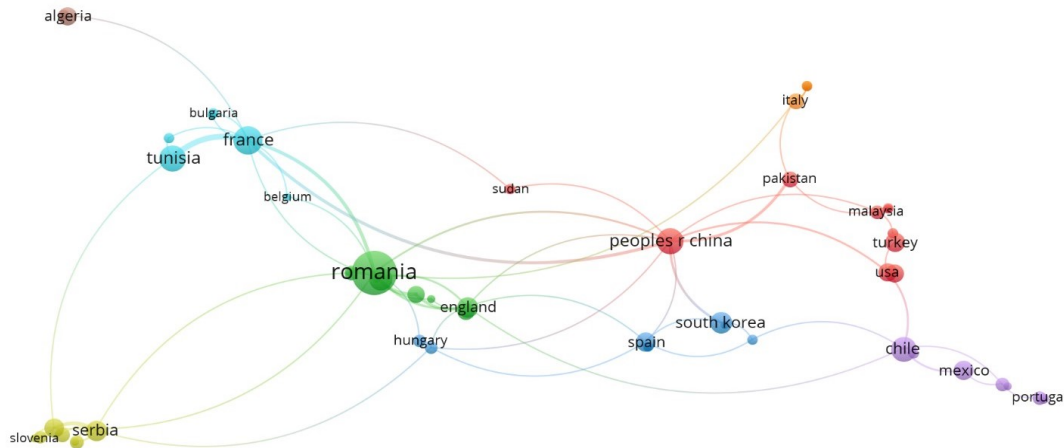 algeria
bulgaria
france
tunisia
belgium
sudan
italy
pakistan
malaysia
peoples r china
turkey
usa
romania
england
hungary
spain
south korea
chile
mexico
portuga
slovenia
serbia